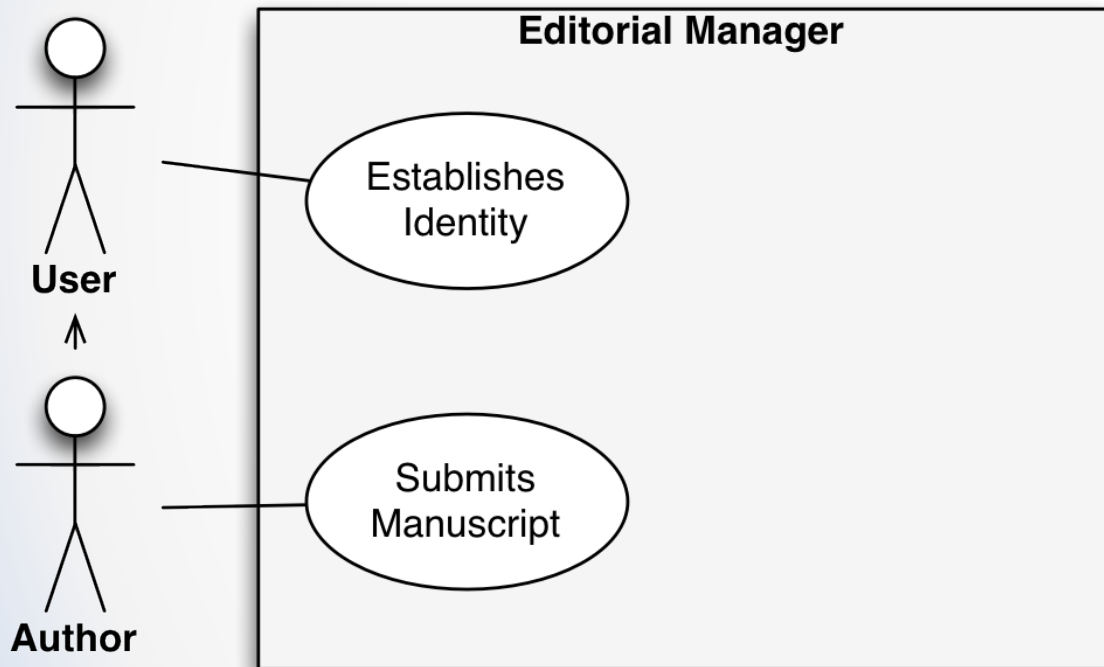 Editorial Manager
Establishes
Identity
User
Submits
Manuscript
Author